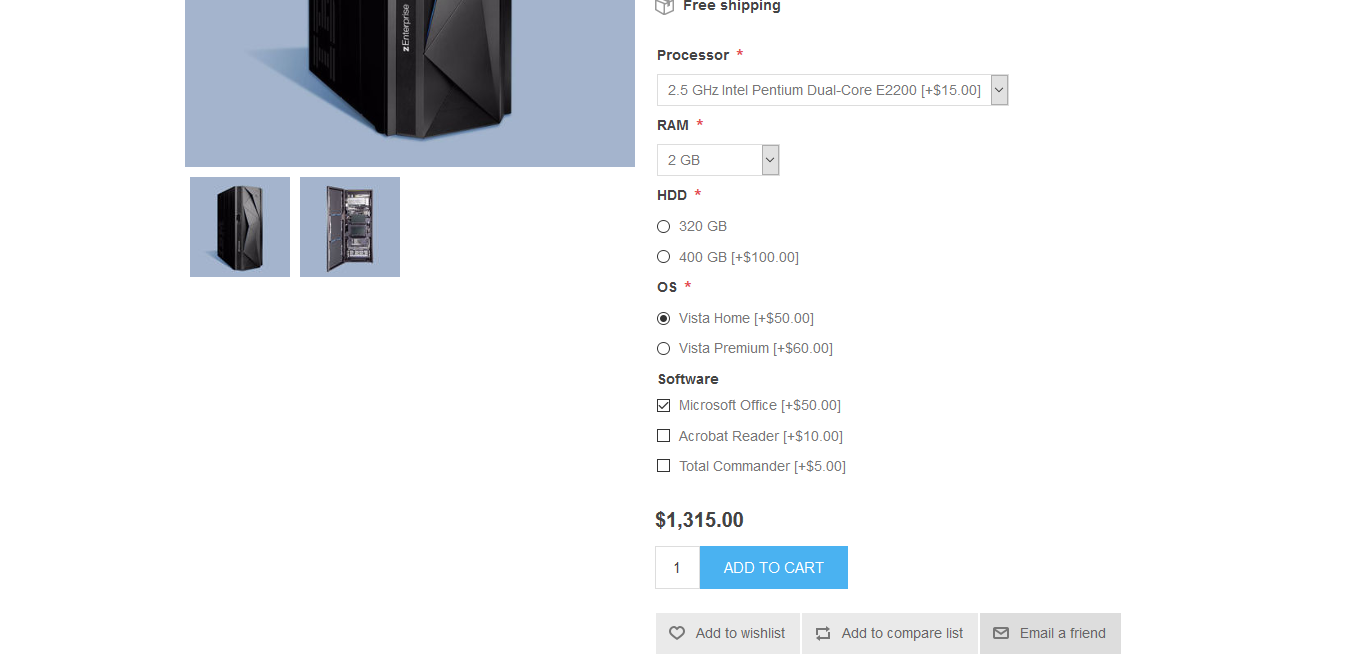 zEnterprise
Free shipping
Processor *
2.5 GHz Intel Pentium Dual-Core E2200 [+$15.00]
RAM *
2 GB
HDD *
320 GB
400 GB [+$100.00]
OS *
Vista Home [+$50.00]
Vista Premium [+$60.00]
Software
Microsoft Office [+$50.00]
Acrobat Reader [+$10.00]
Total Commander [+$5.00]
$1,315.00
1 ADD TO CART
Add to wishlist Add to compare list Email a friend